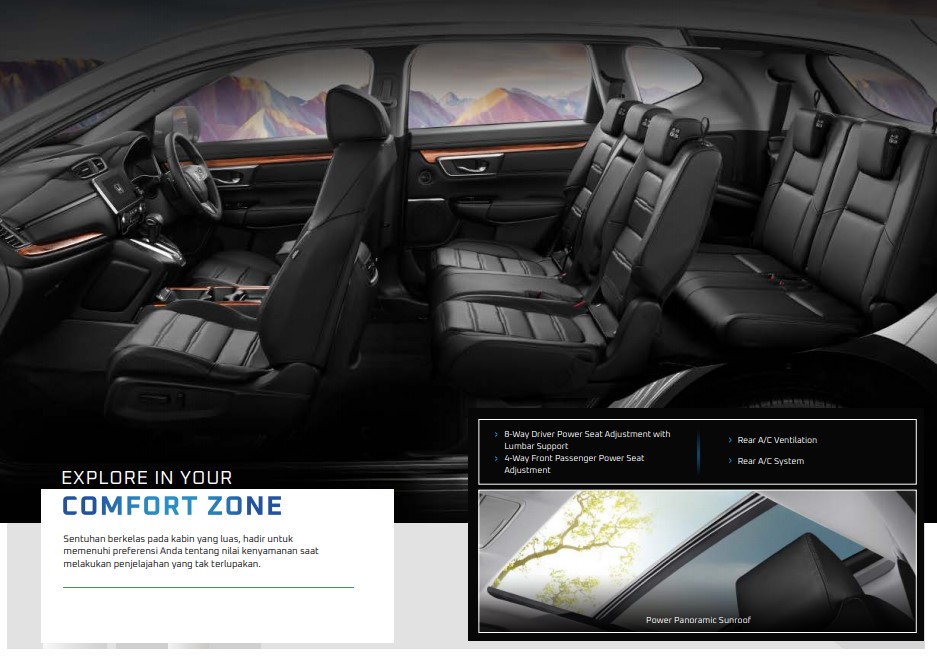 EXPLORE IN YOUR
COMFORT ZONE
Sentuhan berkelas pada kabin yang luas, hadir untuk
memenuhi preferensi Anda tentang nilai kenyamanan saat
melakukan penjelajahan yang tak terlupakan.
› 8-Way Driver Power Seat Adjustment with
Lumbar Support
› 4-Way Front Passenger Power Seat
Adjustment
› Rear A/C Ventilation
› Rear A/C System
Power Panoramic Sunroof